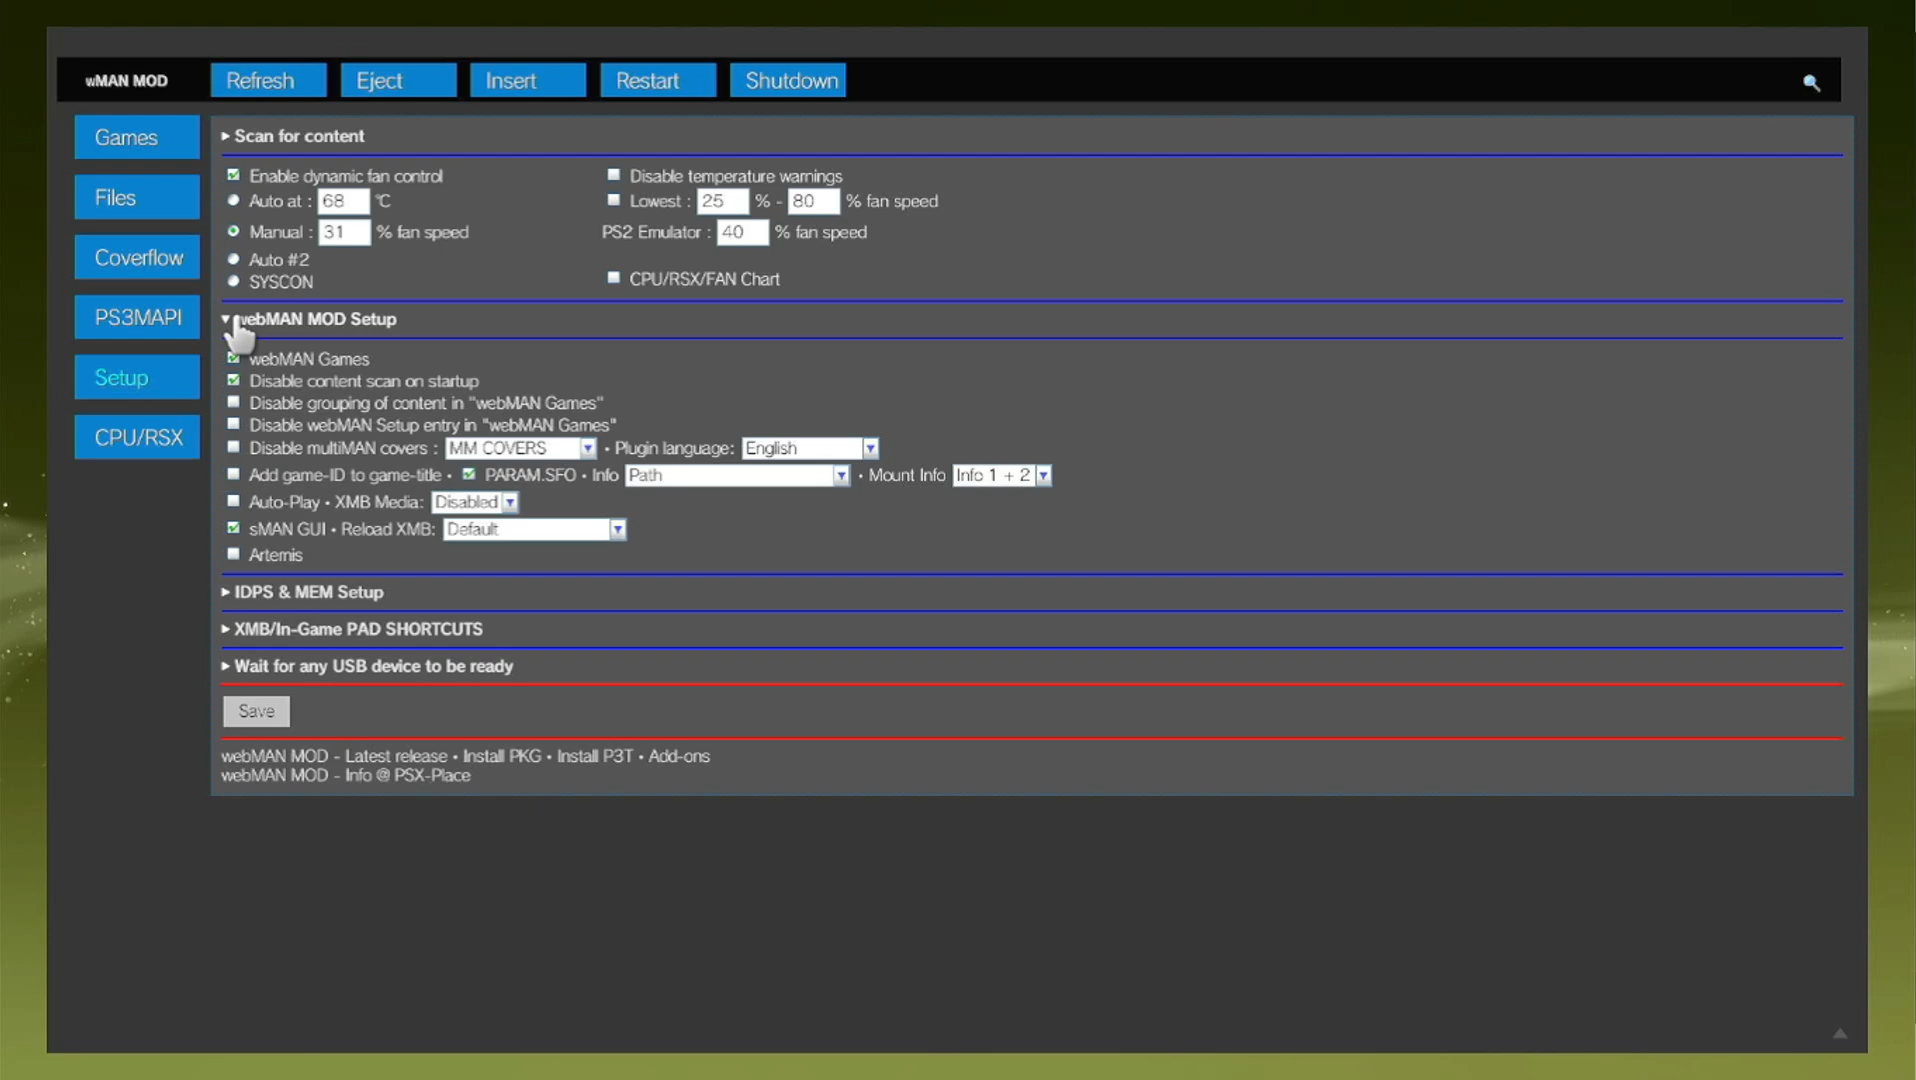 wMAN MOD Refresh Eject Insert Restart Shutdown
Games
Files
Coverflow
PS3MAPI
Setup
CPU/RSX
Scan for content
Enable dynamic fan control Disable temperature warnings
Auto at : 68 °C Lowest : 25 % - 80 % fan speed
Manual : 31 % fan speed PS2 Emulator : 40 % fan speed
Auto #2
SYSCON CPU/RSX/FAN Chart
webMAN MOD Setup
webMAN Games
Disable content scan on startup
Disable grouping of content in "webMAN Games"
Disable webMAN Setup entry in "webMAN Games"
Disable multiMAN covers : MM COVERS • Plugin language: English
Add game-ID to game-title • PARAM.SFO • Info Path • Mount Info Info 1 + 2
Auto-Play • XMB Media: Disabled
sMAN GUI • Reload XMB: Default
Artemis
IDPS & MEM Setup
XMB/In-Game PAD SHORTCUTS
Wait for any USB device to be ready
Save
webMAN MOD - Latest release • Install PKG • Install P3T • Add-ons
webMAN MOD - Info @ PSX-Place